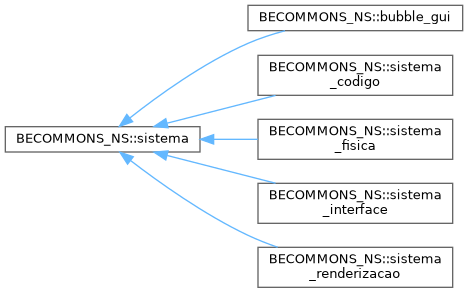 BECOMMONS_NS::bubble_gui
BECOMMONS_NS::sistema
_codigo
BECOMMONS_NS::sistema
_fisica
BECOMMONS_NS::sistema
BECOMMONS_NS::sistema
_interface
BECOMMONS_NS::sistema
_renderizacao